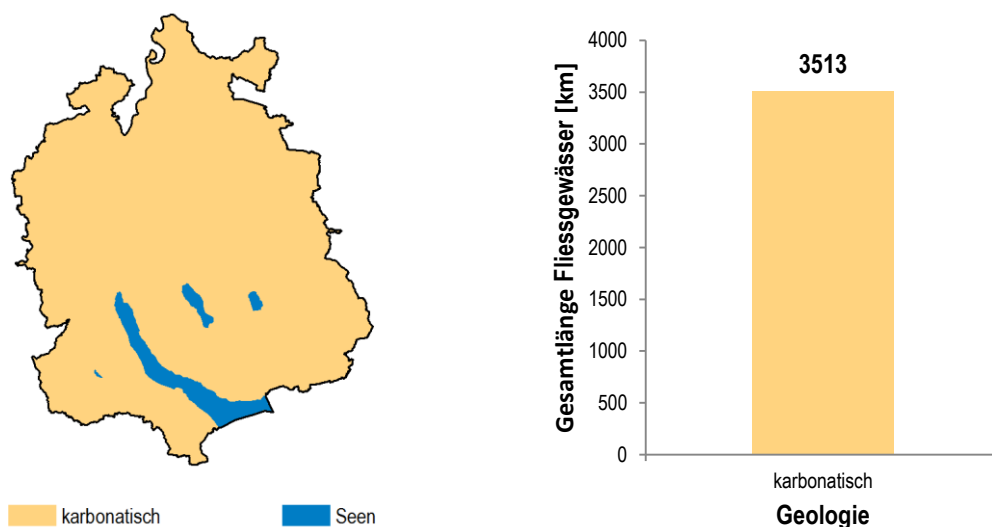 karbonatisch
Seen
Gesamtlänge Fliessgewässer [km]
4000
3500
3000
2500
2000
1500
1000
500
0
3513
karbonatisch
Geologie